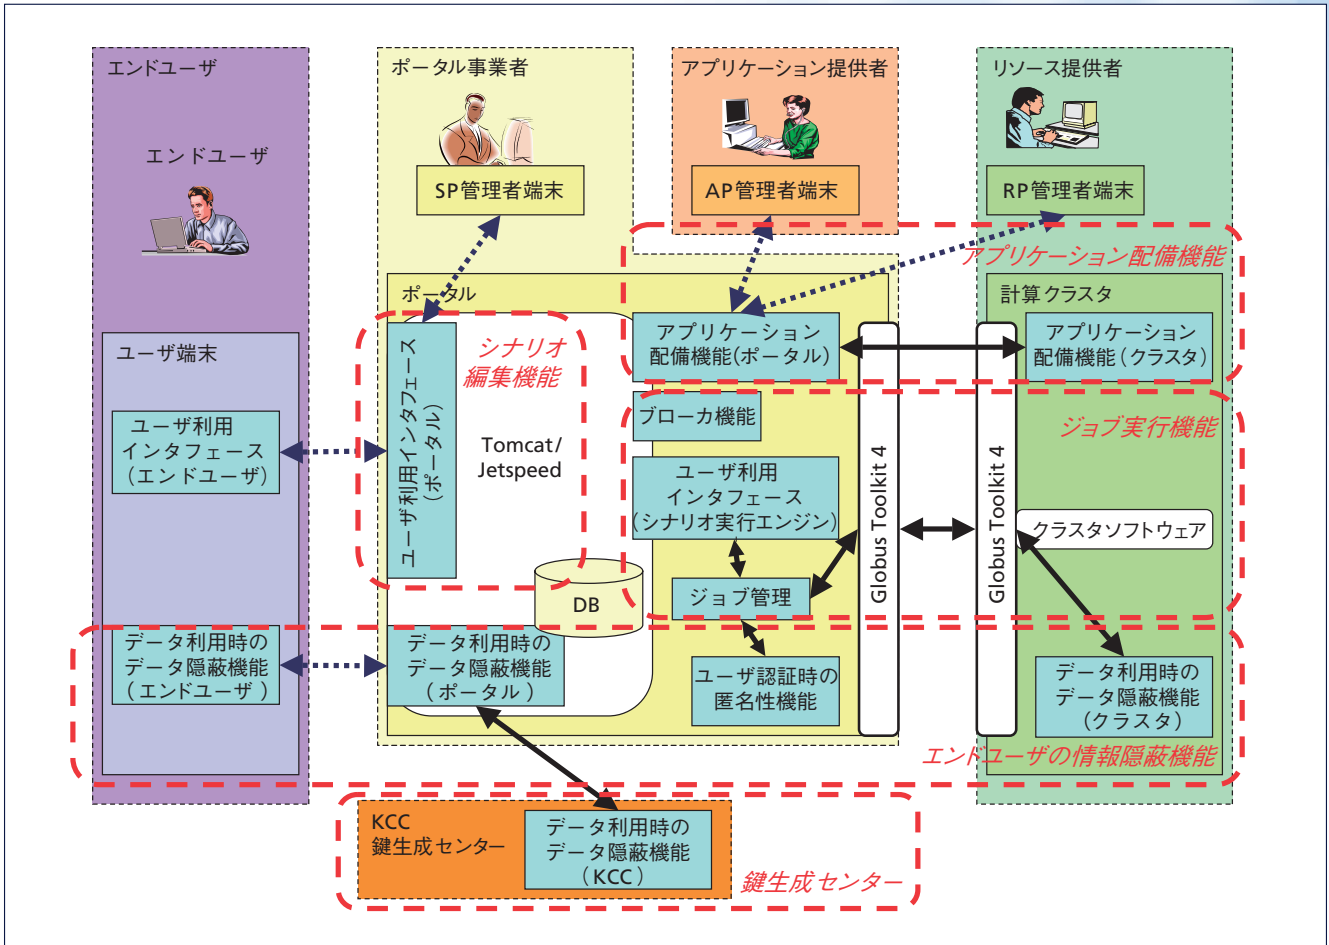 エンドユーザ
エンドユーザ
ユーザ端末
ユーザ利用
インタフェース
(エンドユーザ)
データ利用時の
データ隠蔽機能
(エンドユーザ)
ポータル事業者
SP管理者端末
ポータル
ユーザ利用インタフェース
(ポータル)
シナリオ
編集機能
Tomcat/
Jetspeed
DB
データ利用時の
データ隠蔽機能
(ポータル)
アプリケーション提供者
AP管理者端末
アプリケーション
配備機能(ポータル)
ブローカ機能
ユーザ利用
インタフェース
(シナリオ実行エンジン)
ジョブ管理
ユーザ認証時の
匿名性機能
Globus Toolkit 4
Globus Toolkit 4
リソース提供者
RP管理者端末
アプリケーション配備機能
計算クラスタ
アプリケーション
配備機能(クラスタ)
ジョブ実行機能
クラスタソフトウェア
データ利用時の
データ隠蔽機能
(クラスタ)
エンドユーザの情報隠蔽機能
KCC
鍵生成センター
データ利用時の
データ隠蔽機能
(KCC)
鍵生成センター